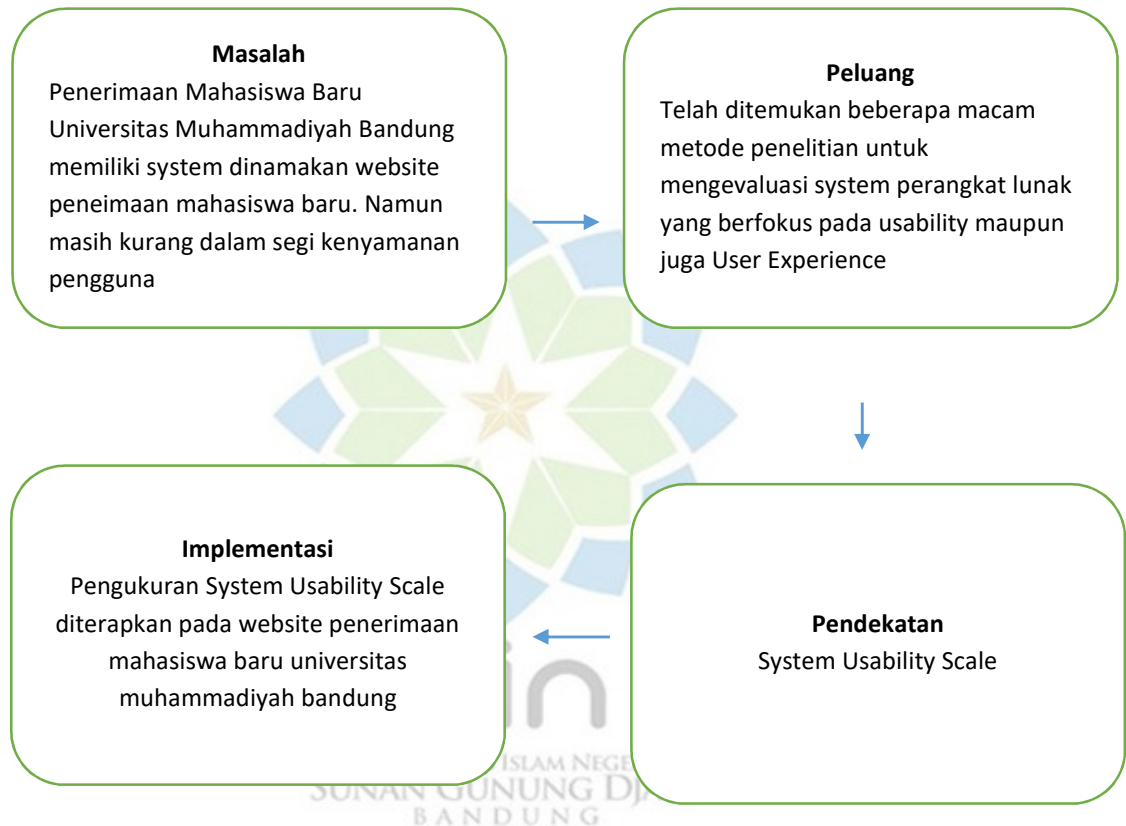 Masalah
Penerimaan Mahasiswa Baru
Universitas Muhammadiyah Bandung
memiliki system dinamakan website
peneimaan mahasiswa baru. Namun
masih kurang dalam segi kenyamanan
pengguna
Peluang
Telah ditemukan beberapa macam
metode penelitian untuk
mengevaluasi system perangkat lunak
yang berfokus pada usability maupun
juga User Experience
Implementasi
Pengukuran System Usability Scale
diterapkan pada website penerimaan
mahasiswa baru universitas
muhammadiyah bandung
Pendekatan
System Usability Scale
in
ISLAM NEGE
SUNAN GUNUNG DJA
BANDUNG